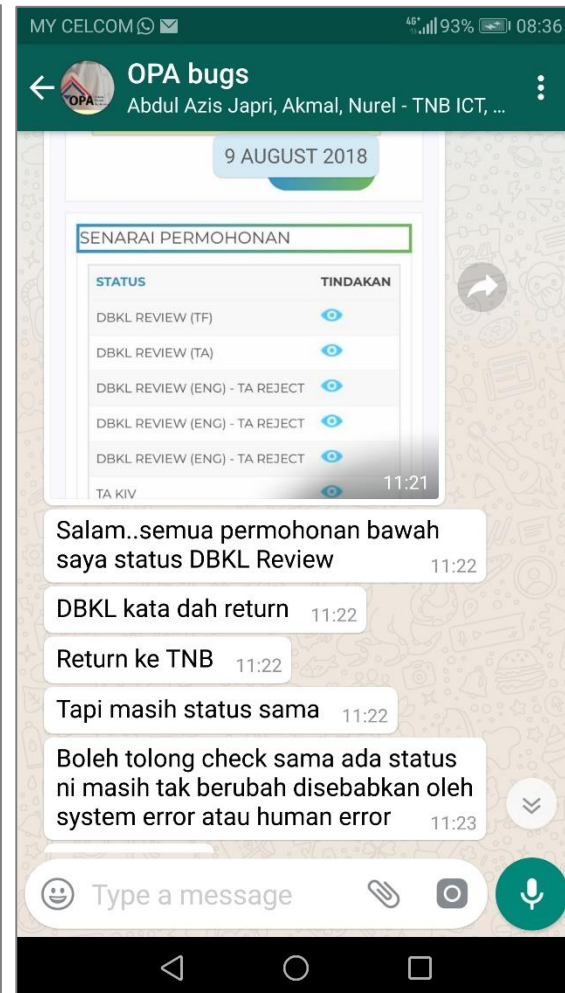 MY CELCOM
46+ 93% 08:36
OPA bugs
OPA
Abdul Azis Japri, Akmal, Nurel - TNB ICT, ...
9 AUGUST 2018
SENARAI PERMOHONAN
STATUS TINDAKAN
DBKL REVIEW (TF)
DBKL REVIEW (TA)
DBKL REVIEW (ENG) - TA REJECT
DBKL REVIEW (ENG) - TA REJECT
DBKL REVIEW (ENG) - TA REJECT
TA KIV
11:21
Salam..semua permohonan bawah
saya status DBKL Review 11:22
DBKL kata dah return 11:22
Return ke TNB 11:22
Tapi masih status sama 11:22
Boleh tolong check sama ada status
ni masih tak berubah disebabkan oleh
system error atau human error 11:23
Type a message